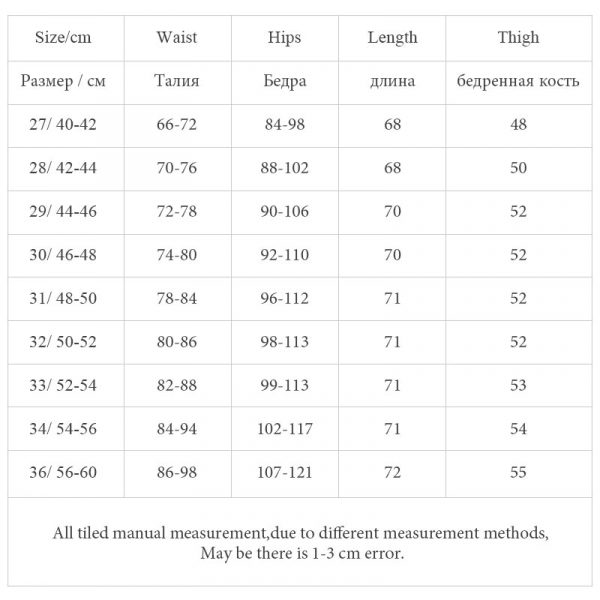 Size/cm Waist Hips Length Thigh
Размер / см Талия Бедра длина бедренная кость
27/ 40-42 66-72 84-98 68 48
28/ 42-44 70-76 88-102 68 50
29/ 44-46 72-78 90-106 70 52
30/ 46-48 74-80 92-110 70 52
31/ 48-50 78-84 96-112 71 52
32/ 50-52 80-86 98-113 71 52
33/ 52-54 82-88 99-113 71 53
34/ 54-56 84-94 102-117 71 54
36/ 56-60 86-98 107-121 72 55
All tiled manual measurement,due to different measurement methods,
May be there is 1-3 cm error.